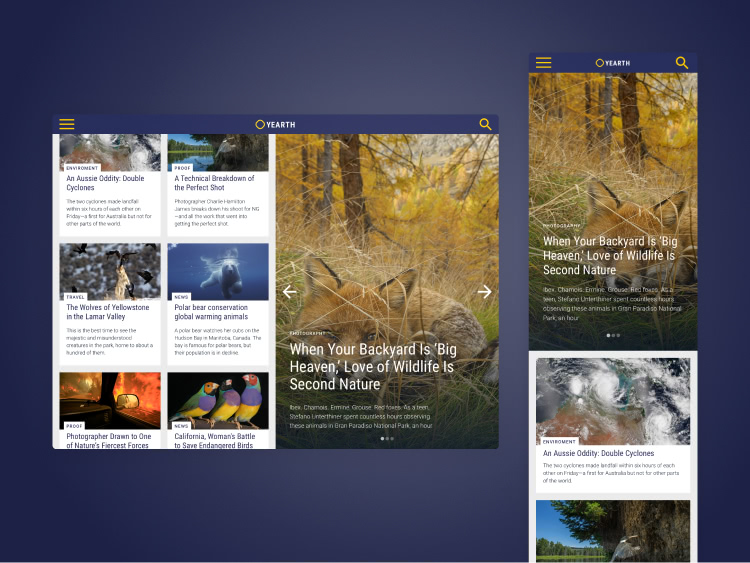 YEARTH
ENVIROMENT
An Aussie Oddity: Double
Cyclones
The two cyclones made landfall
within six hours of each other on
Friday—a first for Australia but not for
other parts of the world.
PROOF
A Technical Breakdown of
the Perfect Shot
Photographer Charlie Hamilton
James breaks down his shoot for NG
—and all the work that went into
getting the perfect shot.
TRAVEL
The Wolves of Yellowstone
in the Lamar Valley
This is the best time to see the
majestic and misunderstood
creatures in the park, home to about a
hundred of them.
NEWS
Polar bear conservation
global warming animals
A polar bear watches her cubs on the
Hudson Bay in Manitoba, Canada. The
bay is famous for polar bears, but
their population is in decline.
PROOF
Photographer Drawn to One
of Nature's Fiercest Forces
NEWS
California, Woman's Battle
to Save Endangered Birds
PHOTOGRAPHY
When Your Backyard Is 'Big
Heaven,' Love of Wildlife Is
Second Nature
Ibex. Chamois. Ermine. Grouse. Red foxes. As a teen,
Stefano Unterthiner spent countless hours observing
these animals in Gran Paradiso National Park, an hour
YEARTH
PHOTOGRAPHY
When Your Backyard Is 'Big
Heaven,' Love of Wildlife Is
Second Nature
Ibex. Chamois. Ermine. Grouse. Red foxes. As a
teen, Stefano Unterthiner spent countless hours
observing these animals in Gran Paradiso National
Park, an hour
ENVIROMENT
An Aussie Oddity: Double Cyclones
The two cyclones made landfall within six hours of each
other on Friday—a first for Australia but not for other parts
of the world.